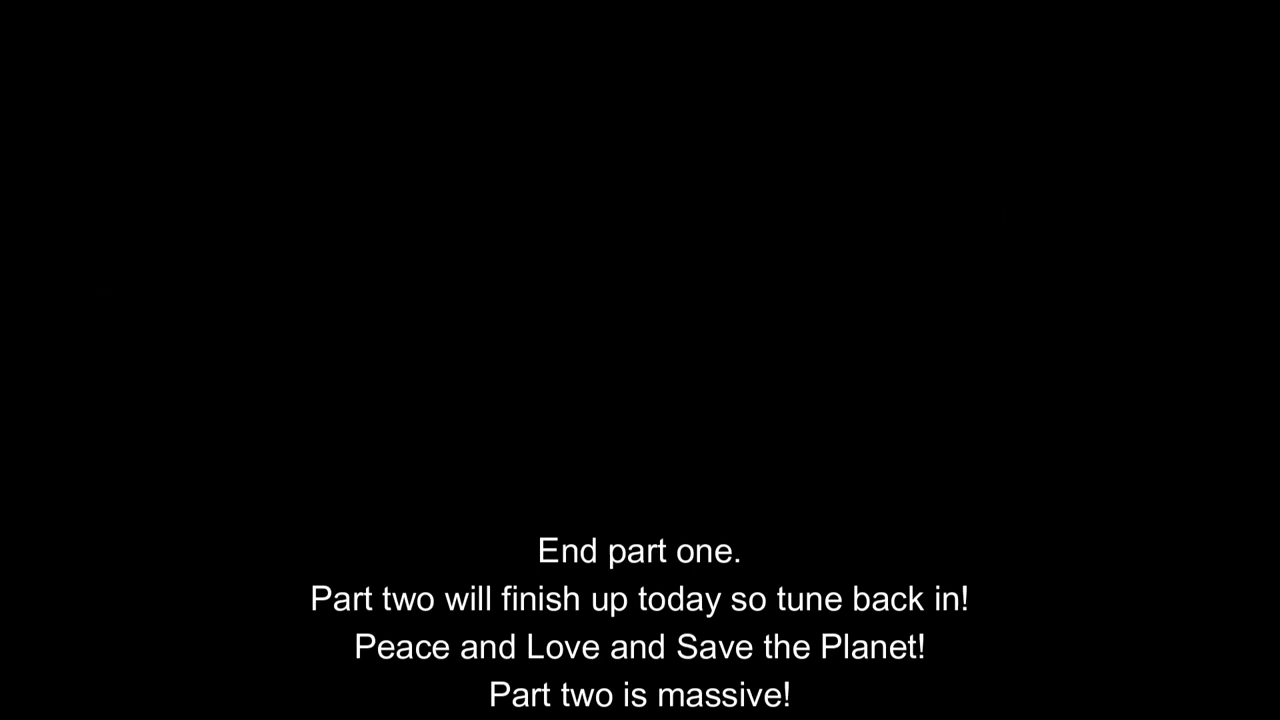 End part one.
Part two will finish up today so tune back in!
Peace and Love and Save the Planet!
Part two is massive!